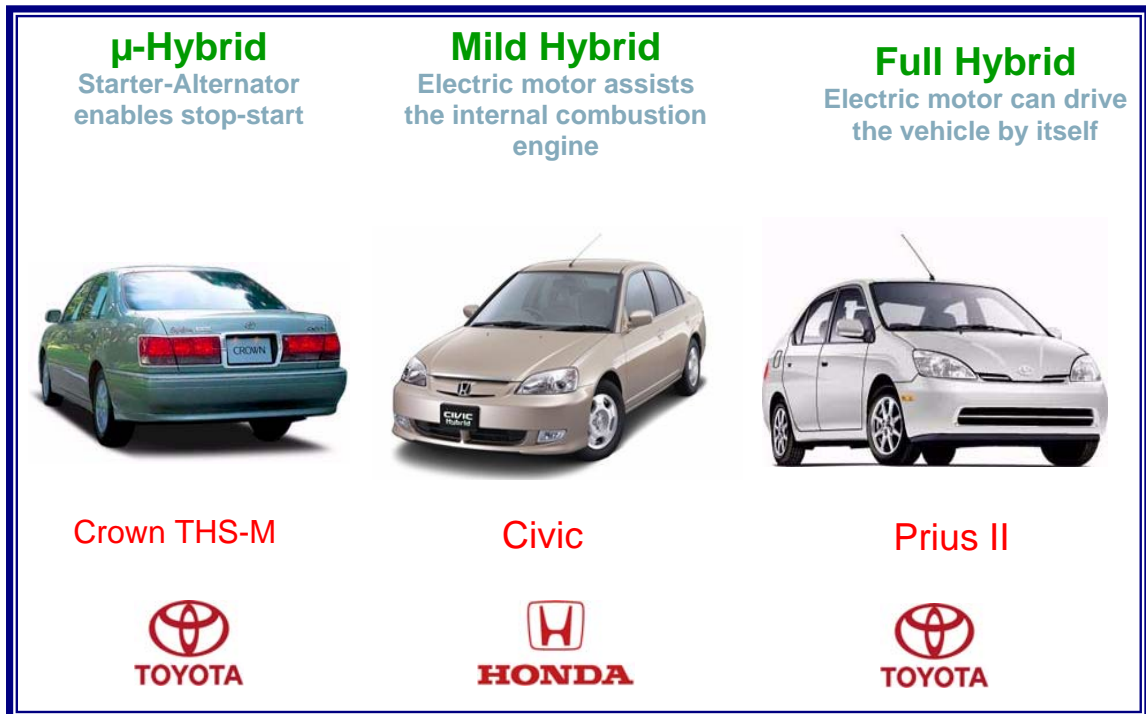 µ-Hybrid
Starter-Alternator
enables stop-start
Mild Hybrid
Electric motor assists
the internal combustion
engine
Full Hybrid
Electric motor can drive
the vehicle by itself
CROWN
CIVIC
Hybrid
Crown THS-M
Civic
Prius II
TOYOTA
HONDA
TOYOTA